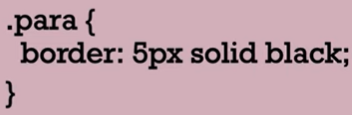 .para {
border: 5px solid black;
}